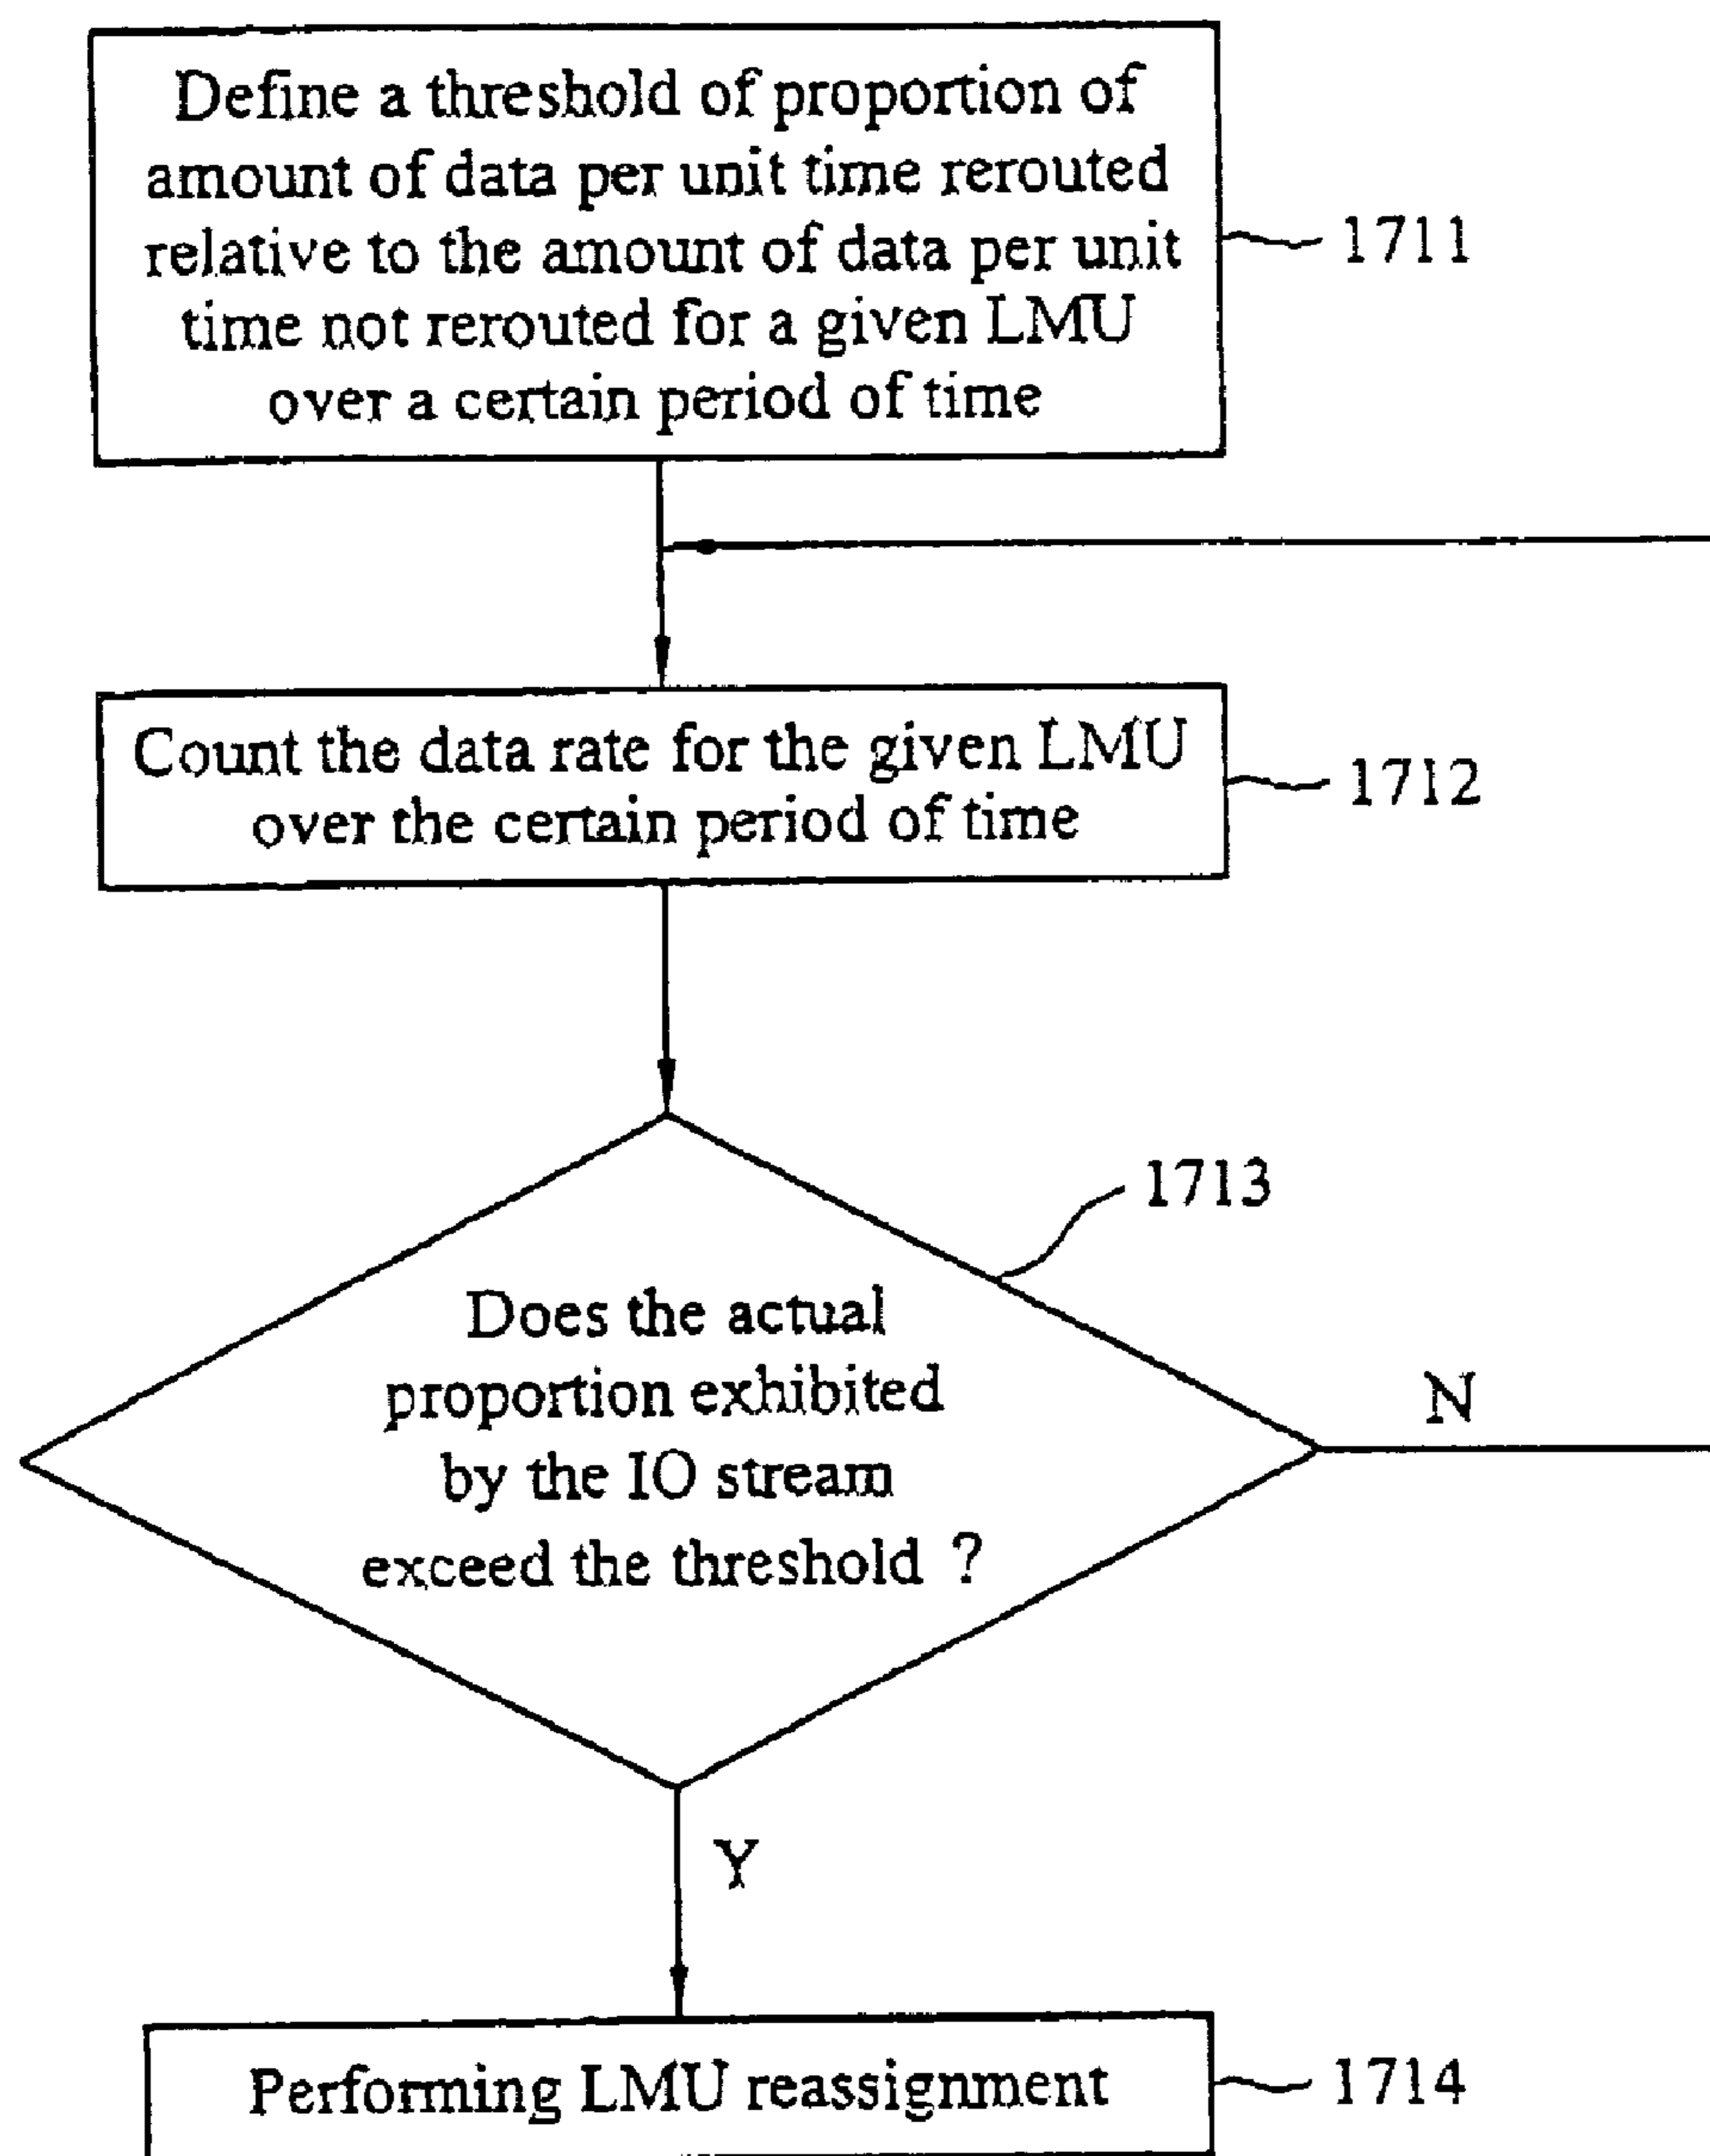 Define a threshold of proportion of
amount of data per unit time rerouted
relative to the amount of data per unit
time not rerouted for a given LMU
over a certain period of time
1711
Count the data rate for the given LMU
over the certain period of time
1712
1713
Does the actual
proportion exhibited
by the IO stream
exceed the threshold ?
N
Y
Performing LMU reassignment
1714